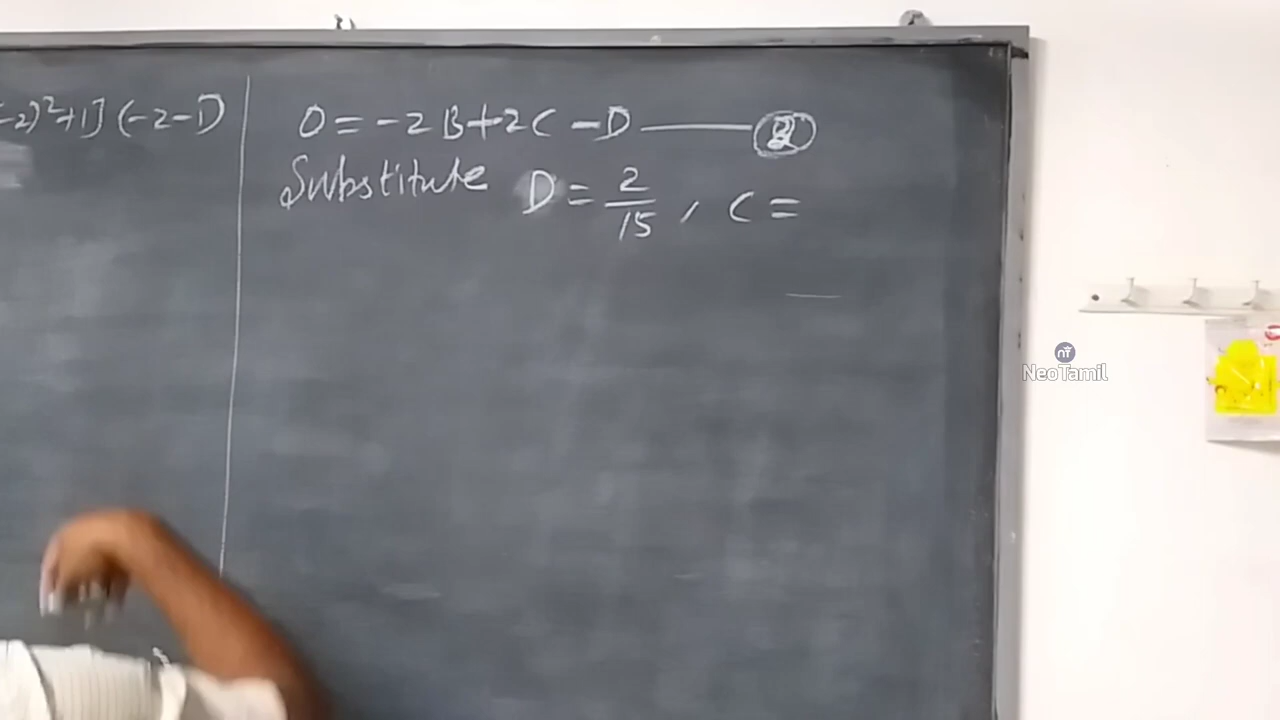 -2)²+1] (-2-1)
0 = -2B+2C-D —— ②
Substitute D = 2/15 , C =
NeoTamil